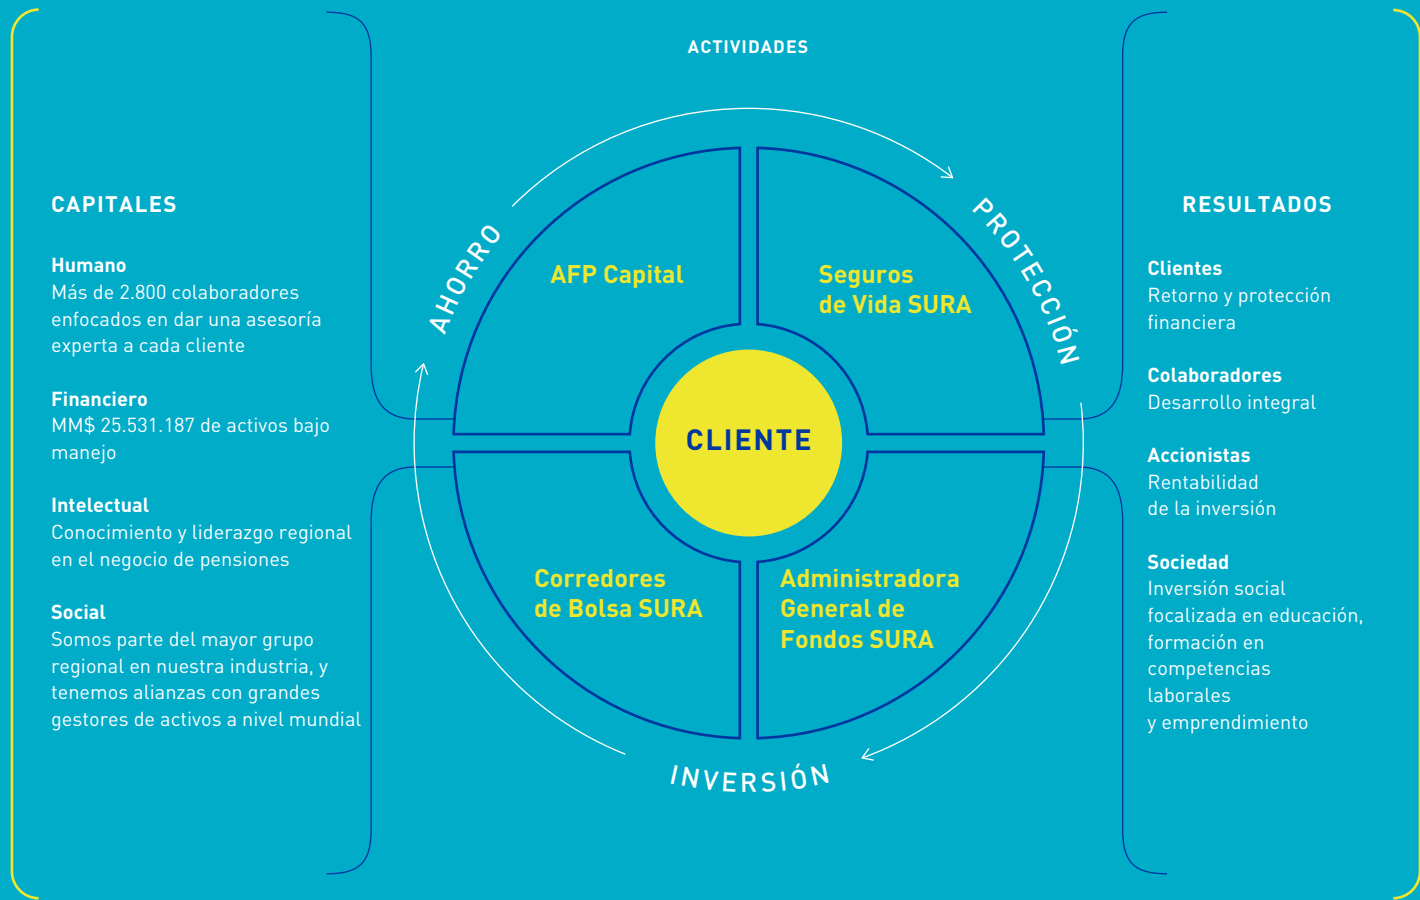 ACTIVIDADES
CAPITALES
Humano
Más de 2.800 colaboradores
enfocados en dar una asesoría
experta a cada cliente
Financiero
MM$ 25.531.187 de activos bajo
manejo
Intelectual
Conocimiento y liderazgo regional
en el negocio de pensiones
Social
Somos parte del mayor grupo
regional en nuestra industria, y
tenemos alianzas con grandes
gestores de activos a nivel mundial
AHORRO
PROTECCIÓN
INVERSIÓN
AFP Capital
Seguros
de Vida SURA
CLIENTE
Corredores
de Bolsa SURA
Administradora
General de
Fondos SURA
RESULTADOS
Clientes
Retorno y protección
financiera
Colaboradores
Desarrollo integral
Accionistas
Rentabilidad
de la inversión
Sociedad
Inversión social
focalizada en educación,
formación en
competencias
laborales
y emprendimiento